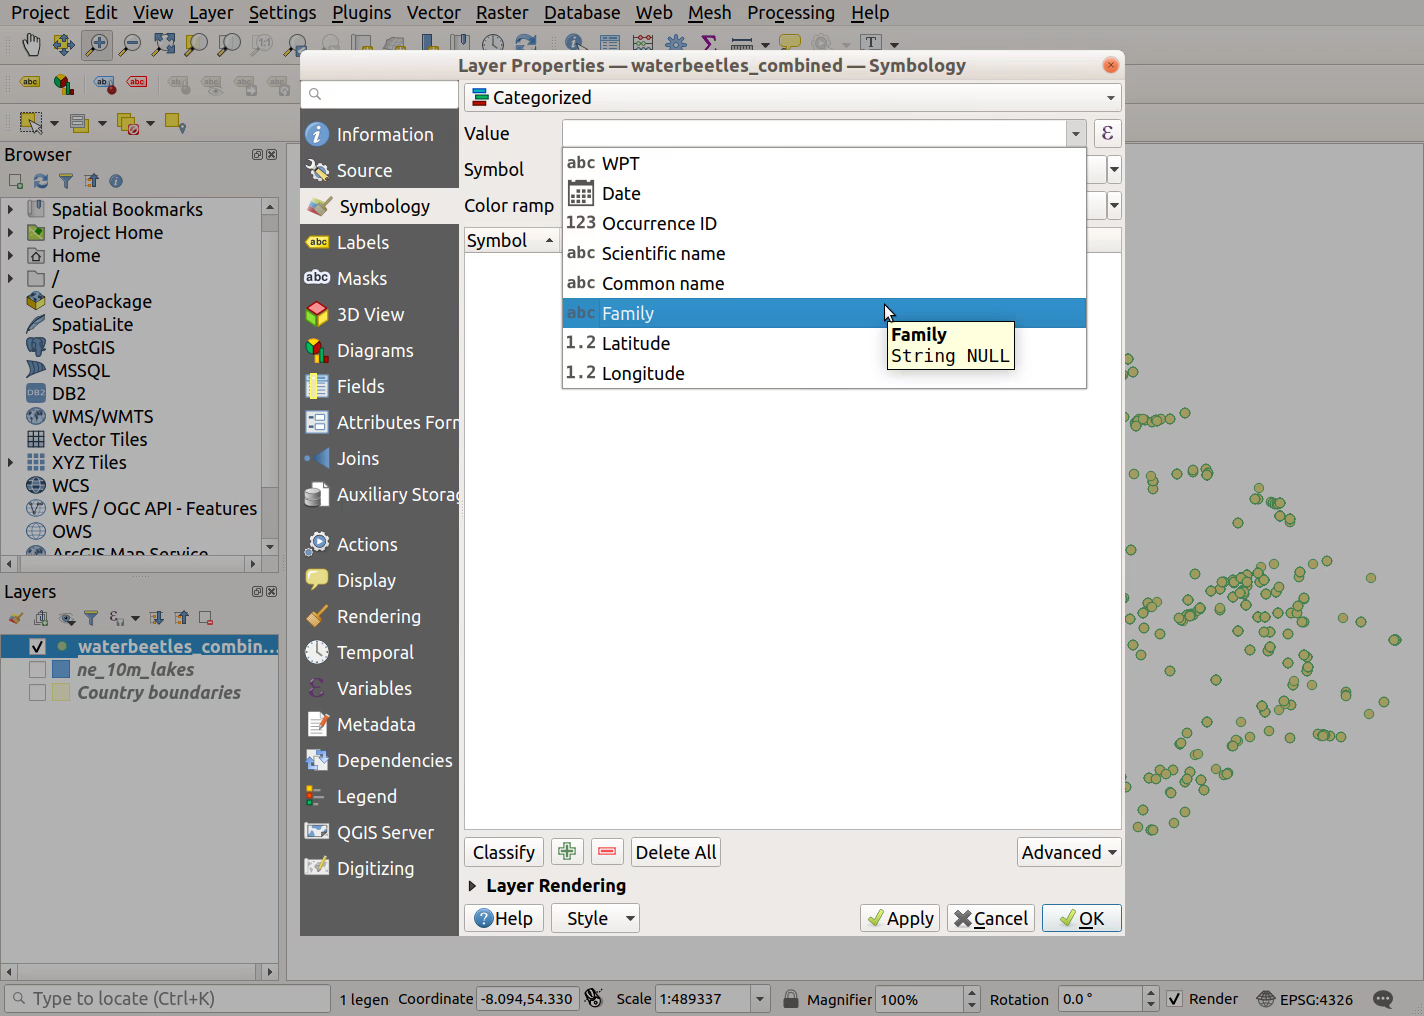 Project Edit View Layer Settings Plugins Vector Raster Database Web Mesh Processing Help
Layer Properties — waterbeetles_combined — Symbology
Information
Source
Symbology
Labels
Masks
3D View
Diagrams
Fields
Attributes Forr
Joins
Auxiliary Storag
Actions
Display
Rendering
Temporal
Variables
Metadata
Dependencies
Legend
QGIS Server
Digitizing
Categorized
Value
Symbol
Color ramp
Symbol
abc WPT
Date
123 Occurrence ID
abc Scientific name
abc Common name
abc Family
1.2 Latitude
1.2 Longitude
Family
String NULL
Classify
Delete All
Advanced
Layer Rendering
Help
Style
Apply
Cancel
OK
Browser
Spatial Bookmarks
Project Home
Home
/
GeoPackage
SpatiaLite
PostGIS
MSSQL
DB2
WMS/WMTS
Vector Tiles
XYZ Tiles
WCS
WFS / OGC API - Features
OWS
ArcGIS Map Service
Layers
waterbeetles_combin...
ne_10m_lakes
Country boundaries
Type to locate (Ctrl+K)
1 legen
Coordinate -8.094,54.330
Scale 1:489337
Magnifier 100%
Rotation 0.0 °
Render
EPSG:4326